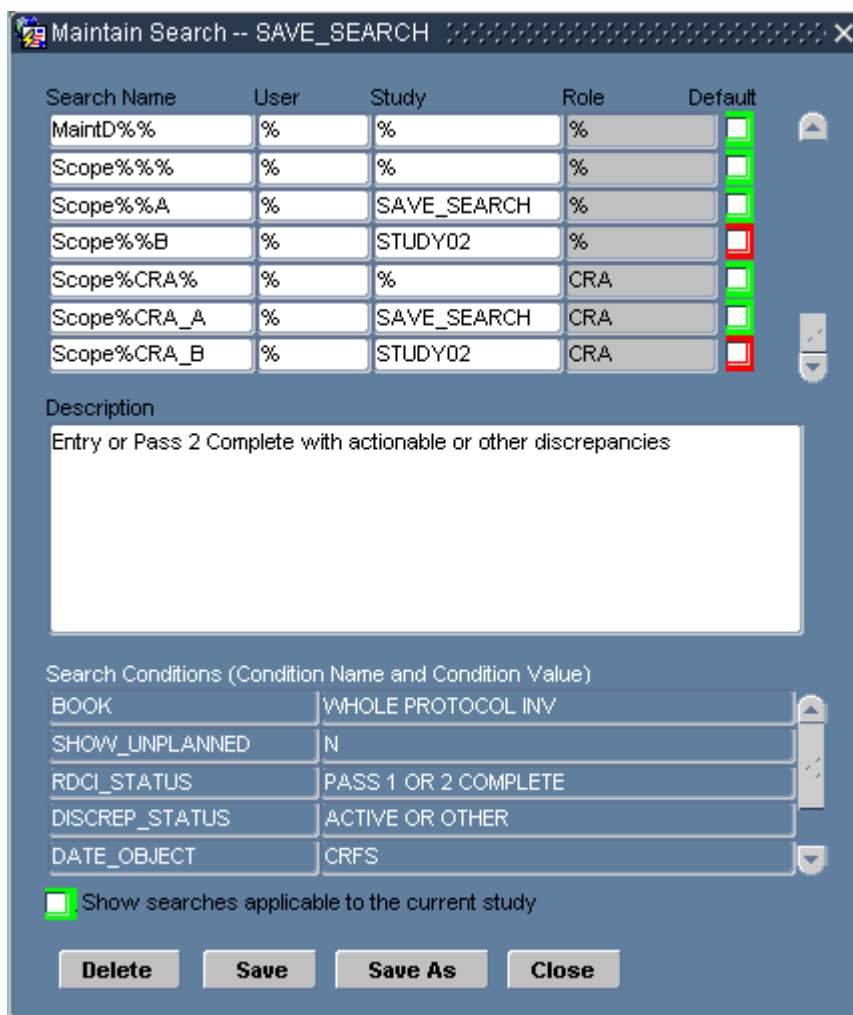 Maintain Search -- SAVE_SEARCH
Search Name User Study Role Default
MaintD%% % % %
Scope%%% % % %
Scope%%A % SAVE_SEARCH %
Scope%%B % STUDY02 %
Scope%CRA% % % CRA
Scope%CRA_A % SAVE_SEARCH CRA
Scope%CRA_B % STUDY02 CRA
Description
Entry or Pass 2 Complete with actionable or other discrepancies
Search Conditions (Condition Name and Condition Value)
BOOK WHOLE PROTOCOL INV
SHOW_UNPLANNED N
RDCI_STATUS PASS 1 OR 2 COMPLETE
DISCREP_STATUS ACTIVE OR OTHER
DATE_OBJECT CRFS
Show searches applicable to the current study
Delete Save Save As Close